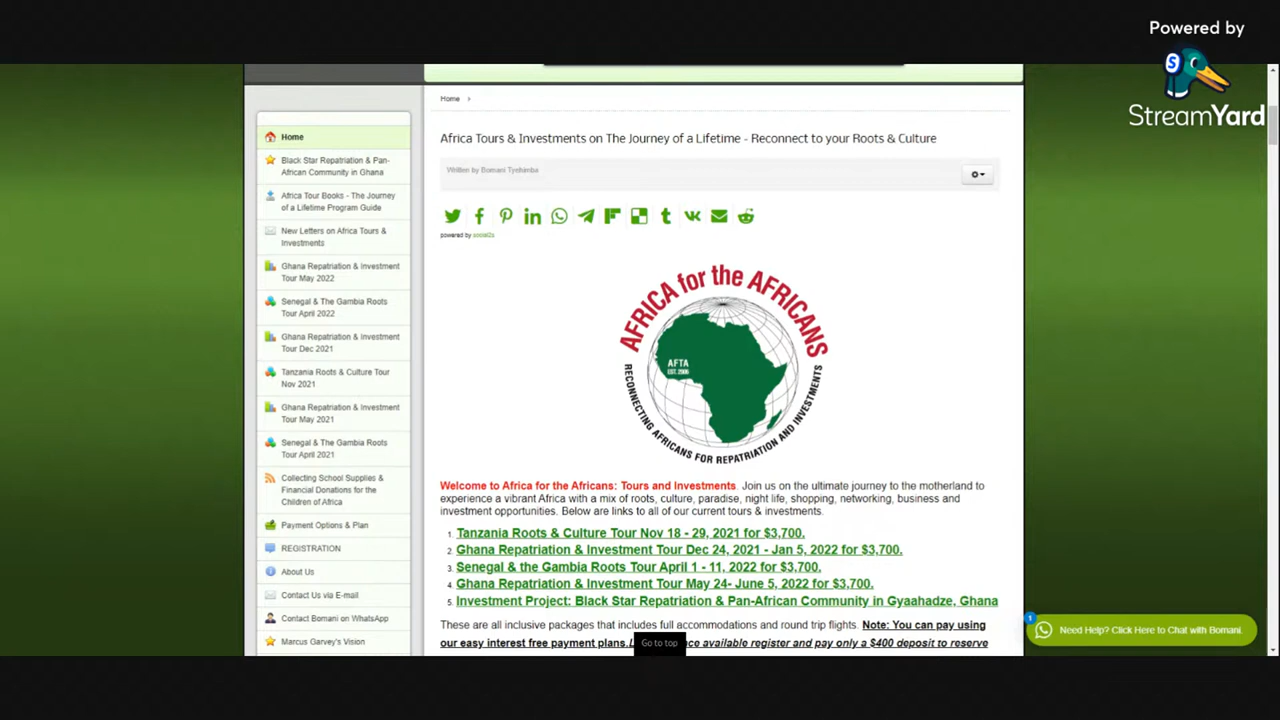 Powered by
StreamYard
Home
Black Star Repatriation & Pan-
African Community in Ghana
Africa Tour Books - The Journey
of a Lifetime Program Guide
New Letters on Africa Tours &
Investments
Ghana Repatriation & Investment
Tour May 2022
Senegal & The Gambia Roots
Tour April 2022
Ghana Repatriation & Investment
Tour Dec 2021
Tanzania Roots & Culture Tour
Nov 2021
Ghana Repatriation & Investment
Tour May 2021
Senegal & The Gambia Roots
Tour April 2021
Collecting School Supplies &
Financial Donations for the
Children of Africa
Payment Options & Plan
REGISTRATION
About Us
Contact Us via E-mail
Contact Bomani on WhatsApp
Marcus Garvey's Vision
Home >
Africa Tours & Investments on The Journey of a Lifetime - Reconnect to your Roots & Culture
Written by Bomani Tyehimba
powered by social2s
AFRICA for the AFRICANS
AFTA
EST. 2006
RECONNECTING AFRICANS FOR REPATRIATION AND INVESTMENTS
Welcome to Africa for the Africans: Tours and Investments. Join us on the ultimate journey to the motherland to
experience a vibrant Africa with a mix of roots, culture, paradise, night life, shopping, networking, business and
investment opportunities. Below are links to all of our current tours & investments.
1. Tanzania Roots & Culture Tour Nov 18 - 29, 2021 for $3,700.
2. Ghana Repatriation & Investment Tour Dec 24, 2021 - Jan 5, 2022 for $3,700.
3. Senegal & the Gambia Roots Tour April 1 - 11, 2022 for $3,700.
4. Ghana Repatriation & Investment Tour May 24- June 5, 2022 for $3,700.
5. Investment Project: Black Star Repatriation & Pan-African Community in Gyaahadze, Ghana
These are all inclusive packages that includes full accommodations and round trip flights. Note: You can pay using
our easy interest free payment plans. ce available register and pay only a $400 deposit to reserve
Go to top
1
Need Help? Click Here to Chat with Bomani.